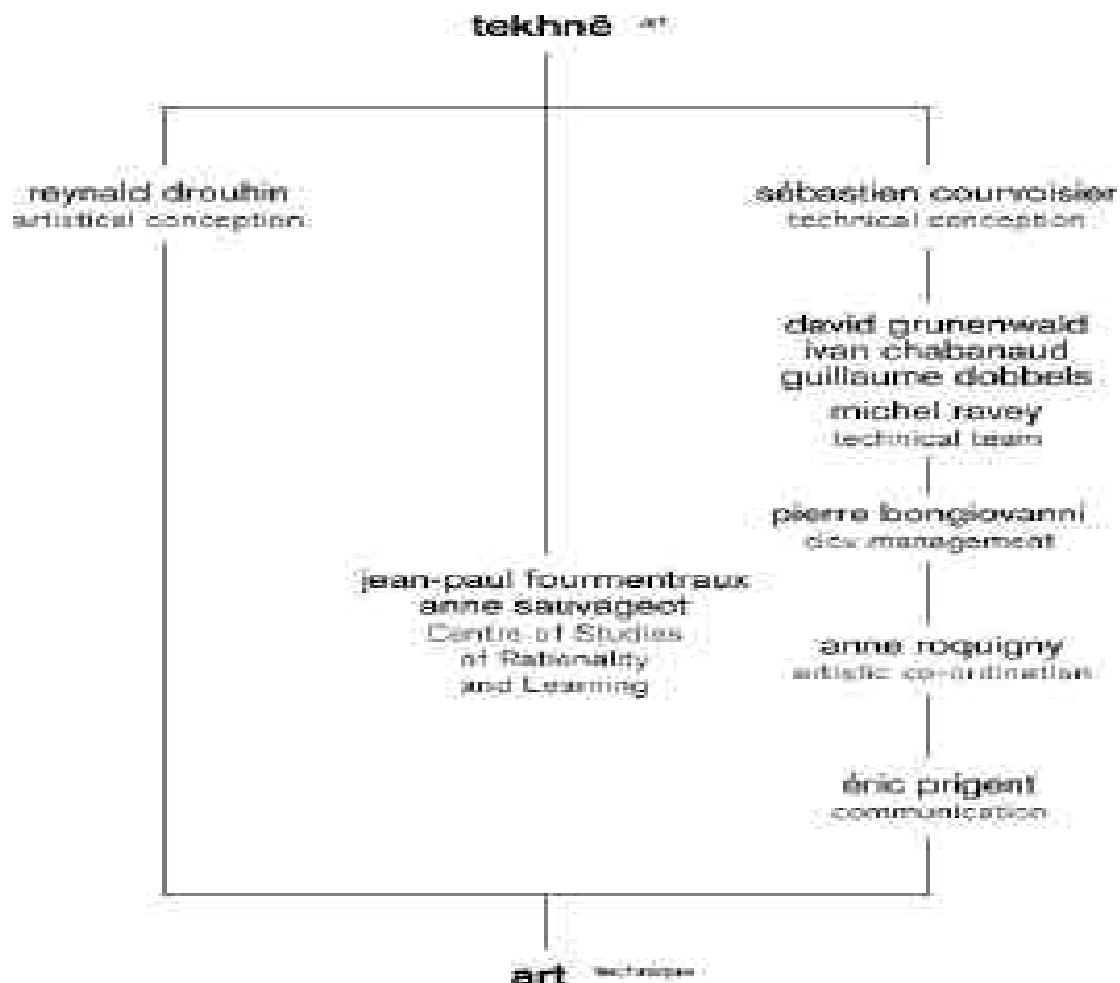 tekhnê art
reynald drouhin
artistical conception
sébastien courvoisier
technical conception
david grunenwald
ivan chabanaud
guillaume dobbels
michel ravey
technical team
pierre bongiovanni
management
jean-paul fourmentraux
anne sauvageot
Centre of Studies
of Rationality
and Learning
anne roquigny
artistic co-ordination
éric prigent
communication
art